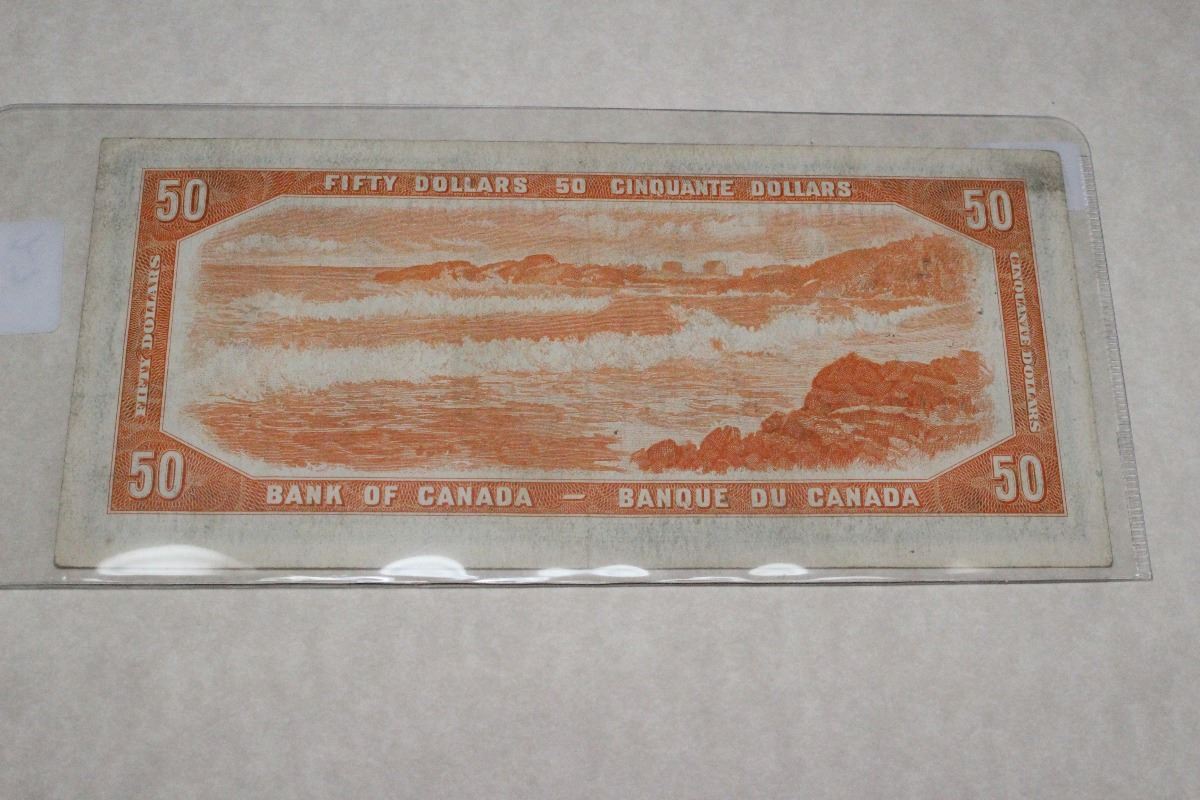 50 FIFTY DOLLARS 50 CINQUANTE DOLLARS 50
FIFTY DOLLARS
CINQUANTE DOLLARS
50 BANK OF CANADA — BANQUE DU CANADA 50